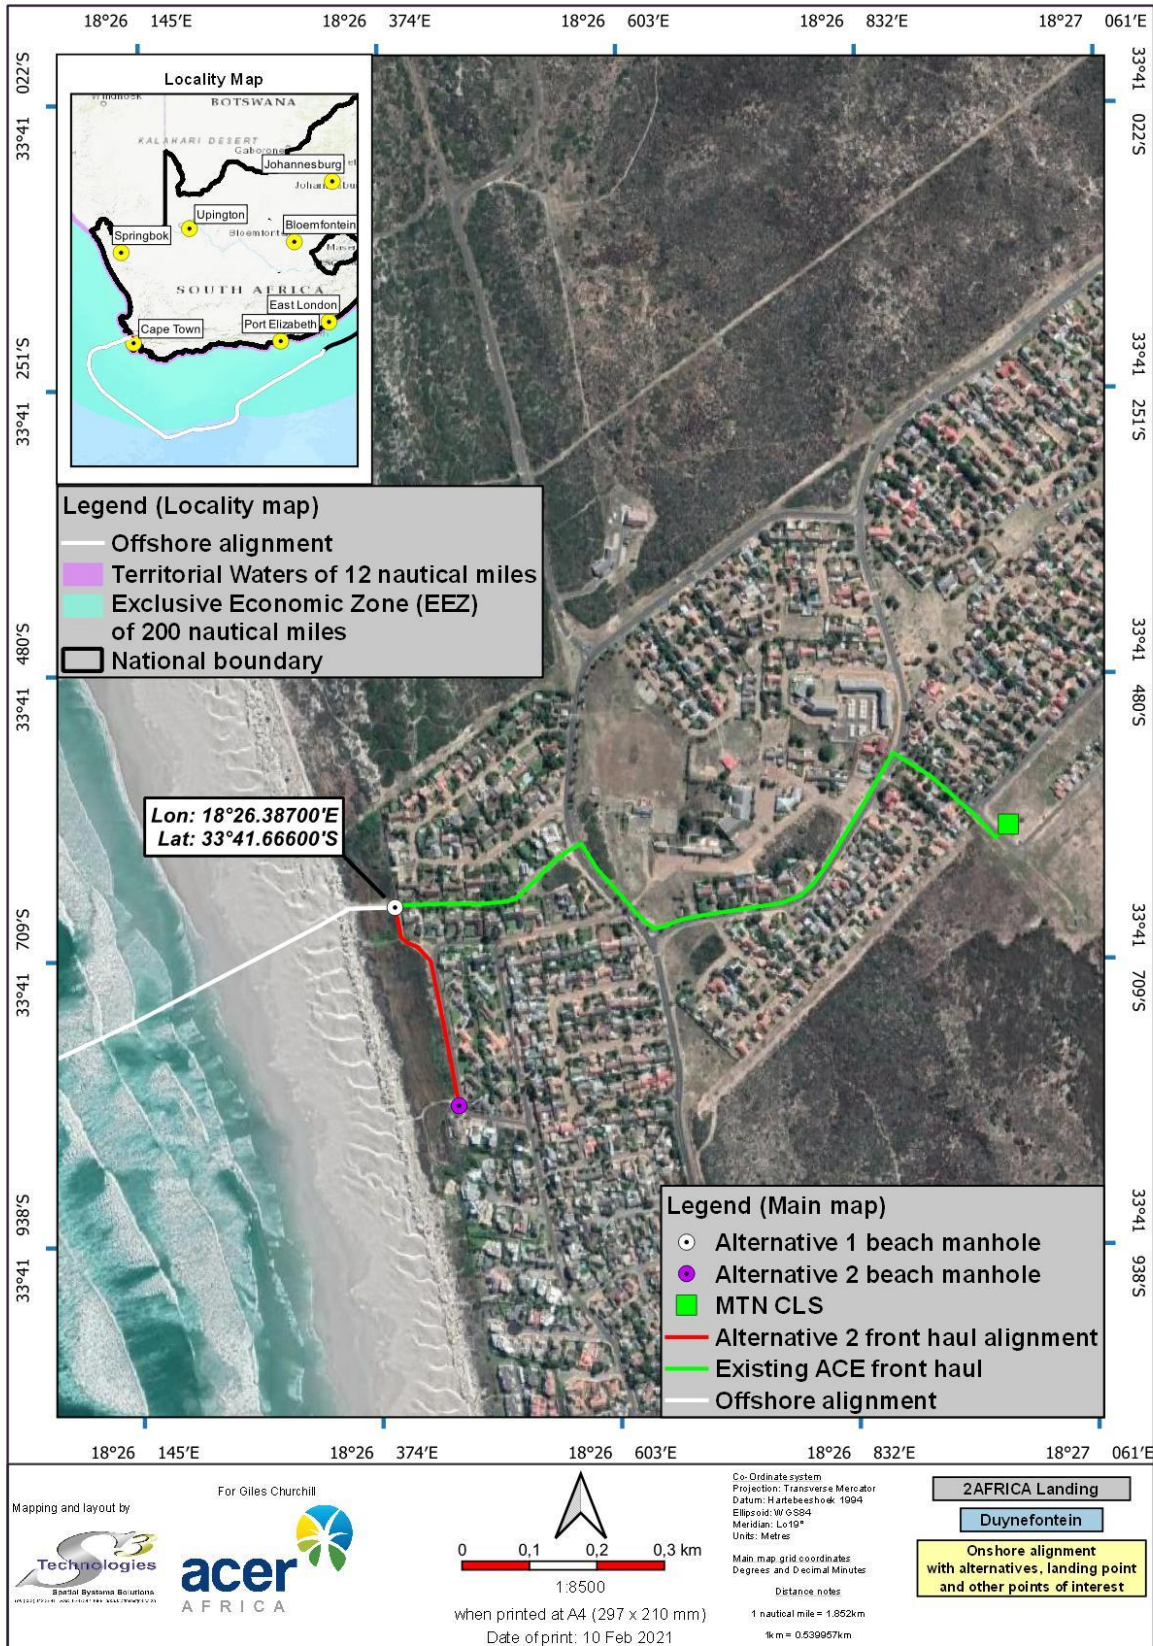 18°26 145'E 18°26 374'E 18°26 603'E 18°26 832'E 18°27 061'E
33°41 022'S
33°41 251'S
33°41 480'S
33°41 709'S
33°41 938'S
33°41 022'S
33°41 251'S
33°41 480'S
33°41 709'S
33°41 938'S
Locality Map
BOTSWANA
KALAHARI DESERT
Gaborone
Johannesburg
Upington
Bloemfontein
Springbok
SOUTH AFRICA
East London
Port Elizabeth
Cape Town
Legend (Locality map)
Offshore alignment
Territorial Waters of 12 nautical miles
Exclusive Economic Zone (EEZ)
of 200 nautical miles
National boundary
Lon: 18°26.38700'E
Lat: 33°41.66600'S
Legend (Main map)
Alternative 1 beach manhole
Alternative 2 beach manhole
MTN CLS
Alternative 2 front haul alignment
Existing ACE front haul
Offshore alignment
18°26 145'E 18°26 374'E 18°26 603'E 18°26 832'E 18°27 061'E
Mapping and layout by
S3
Technologies
Spatial Systems Solutions
For Giles Churchill
acer
AFRICA
0 0,1 0,2 0,3 km
1:8500
when printed at A4 (297 x 210 mm)
Date of print: 10 Feb 2021
Co-Ordinate system
Projection: Transverse Mercator
Datum: Hartebeeshoek 1994
Ellipsoid: WGS84
Meridian: Lo19°
Units: Metres
Main map grid coordinates
Degrees and Decimal Minutes
Distance notes
1 nautical mile = 1.852km
1km = 0.539957km
2AFRICA Landing
Duynefontein
Onshore alignment
with alternatives, landing point
and other points of interest